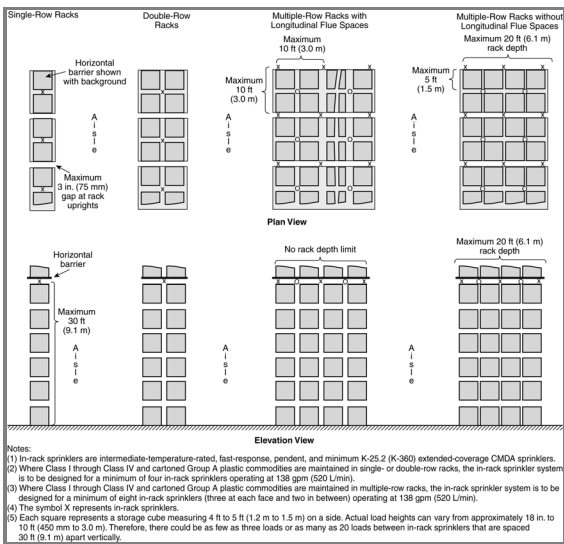 Single-Row Racks
Double-Row
Racks
Multiple-Row Racks with
Longitudinal Flue Spaces
Multiple-Row Racks without
Longitudinal Flue Spaces
Horizontal
barrier shown
with background
Maximum
10 ft (3.0 m)
Maximum 20 ft (6.1 m)
rack depth
Maximum
10 ft
(3.0 m)
Maximum
5 ft
(1.5 m)
Aisle
Aisle
Aisle
Maximum
3 in. (75 mm)
gap at rack
uprights
Plan View
Horizontal
barrier
No rack depth limit
Maximum 20 ft (6.1 m)
rack depth
Maximum
30 ft
(9.1 m)
Aisle
Aisle
Aisle
Elevation View
Notes:
(1) In-rack sprinklers are intermediate-temperature-rated, fast-response, pendent, and minimum K-25.2 (K-360) extended-coverage CMDA sprinklers.
(2) Where Class I through Class IV and cartoned Group A plastic commodities are maintained in single- or double-row racks, the in-rack sprinkler system
is to be designed for a minimum of four in-rack sprinklers operating at 138 gpm (520 L/min).
(3) Where Class I through Class IV and cartoned Group A plastic commodities are maintained in multiple-row racks, the in-rack sprinkler system is to be
designed for a minimum of eight in-rack sprinklers (three at each face and two in between) operating at 138 gpm (520 L/min).
(4) The symbol X represents in-rack sprinklers.
(5) Each square represents a storage cube measuring 4 ft to 5 ft (1.2 m to 1.5 m) on a side. Actual load heights can vary from approximately 18 in. to
10 ft (450 mm to 3.0 m). Therefore, there could be as few as three loads or as many as 20 loads between in-rack sprinklers that are spaced
30 ft (9.1 m) apart vertically.